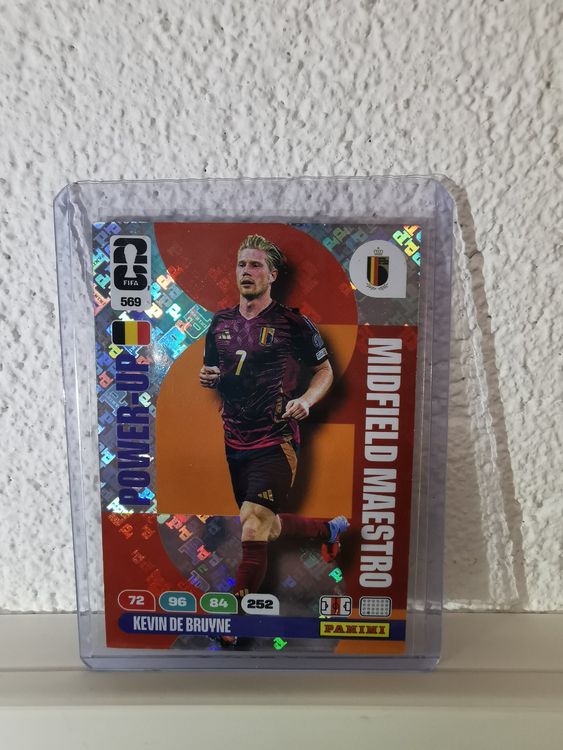 FIFA
569
POWER-UP
MIDFIELD MAESTRO
7
72 96 84 252
KEVIN DE BRUYNE
PANINI